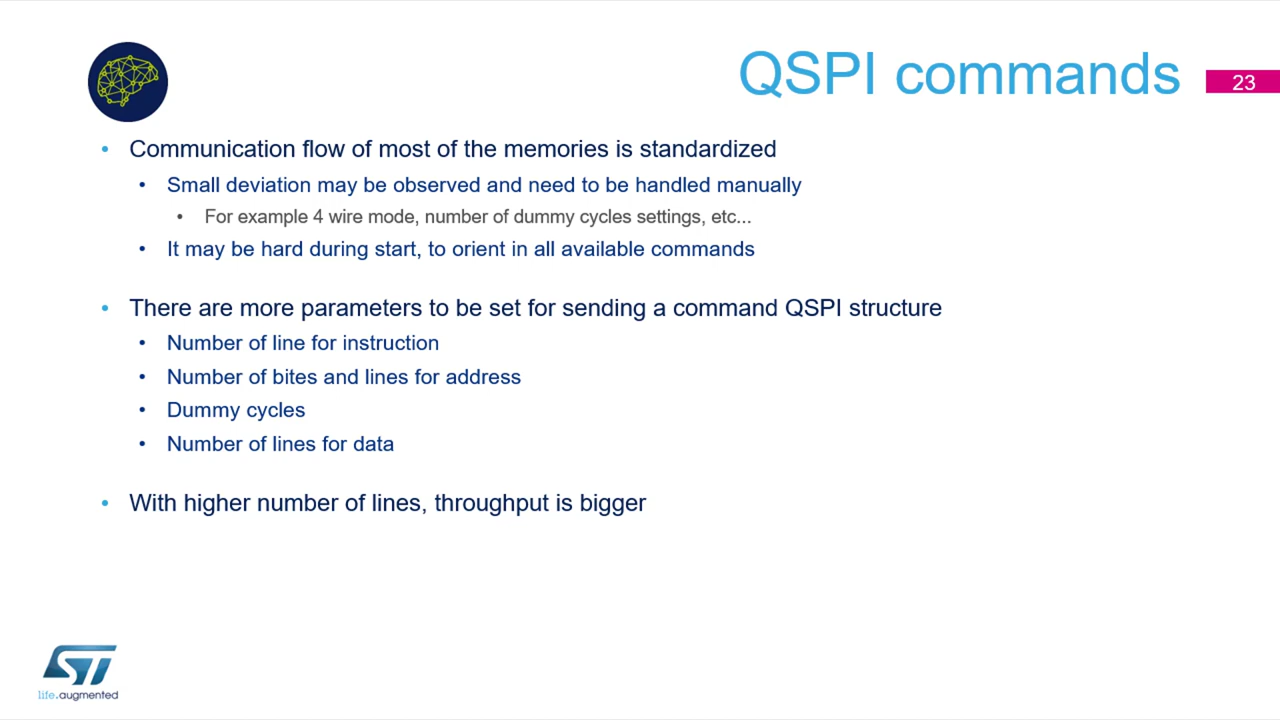 QSPI commands
23
• Communication flow of most of the memories is standardized
• Small deviation may be observed and need to be handled manually
• For example 4 wire mode, number of dummy cycles settings, etc...
• It may be hard during start, to orient in all available commands
• There are more parameters to be set for sending a command QSPI structure
• Number of line for instruction
• Number of bites and lines for address
• Dummy cycles
• Number of lines for data
• With higher number of lines, throughput is bigger
ST
life.augmented